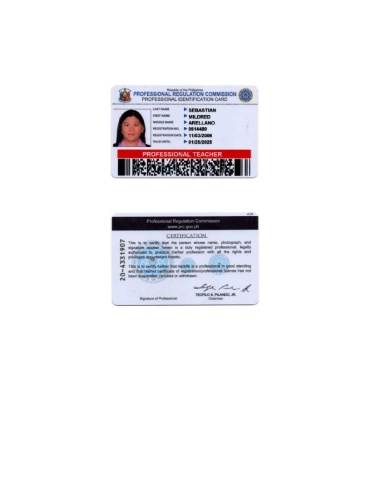 Republic of the Philippines
PROFESSIONAL REGULATION COMMISSION
PROFESSIONAL IDENTIFICATION CARD
LAST NAME SEBASTIAN
FIRST NAME MILDRED
MIDDLE NAME ARELLANO
REGISTRATION NO. 0914489
REGISTRATION DATE 11/03/2006
VALID UNTIL 01/25/2025
PROFESSIONAL TEACHER
Professional Regulation Commission
www.prc.gov.ph
CERTIFICATION
This is to certify that the person whose name, photograph, and
signature appear hereon is a duly registered professional, legally
authorized to practice his/her profession with all the rights and
privileges appurtenant thereto.
This is to certify further that he/she is a professional in good standing
and that his/her certificate of registration/professional license has not
been suspended, revoked or withdrawn.
20-4331907
TEOFILO S. PILANDO, JR.
Signature of Professional Chairman